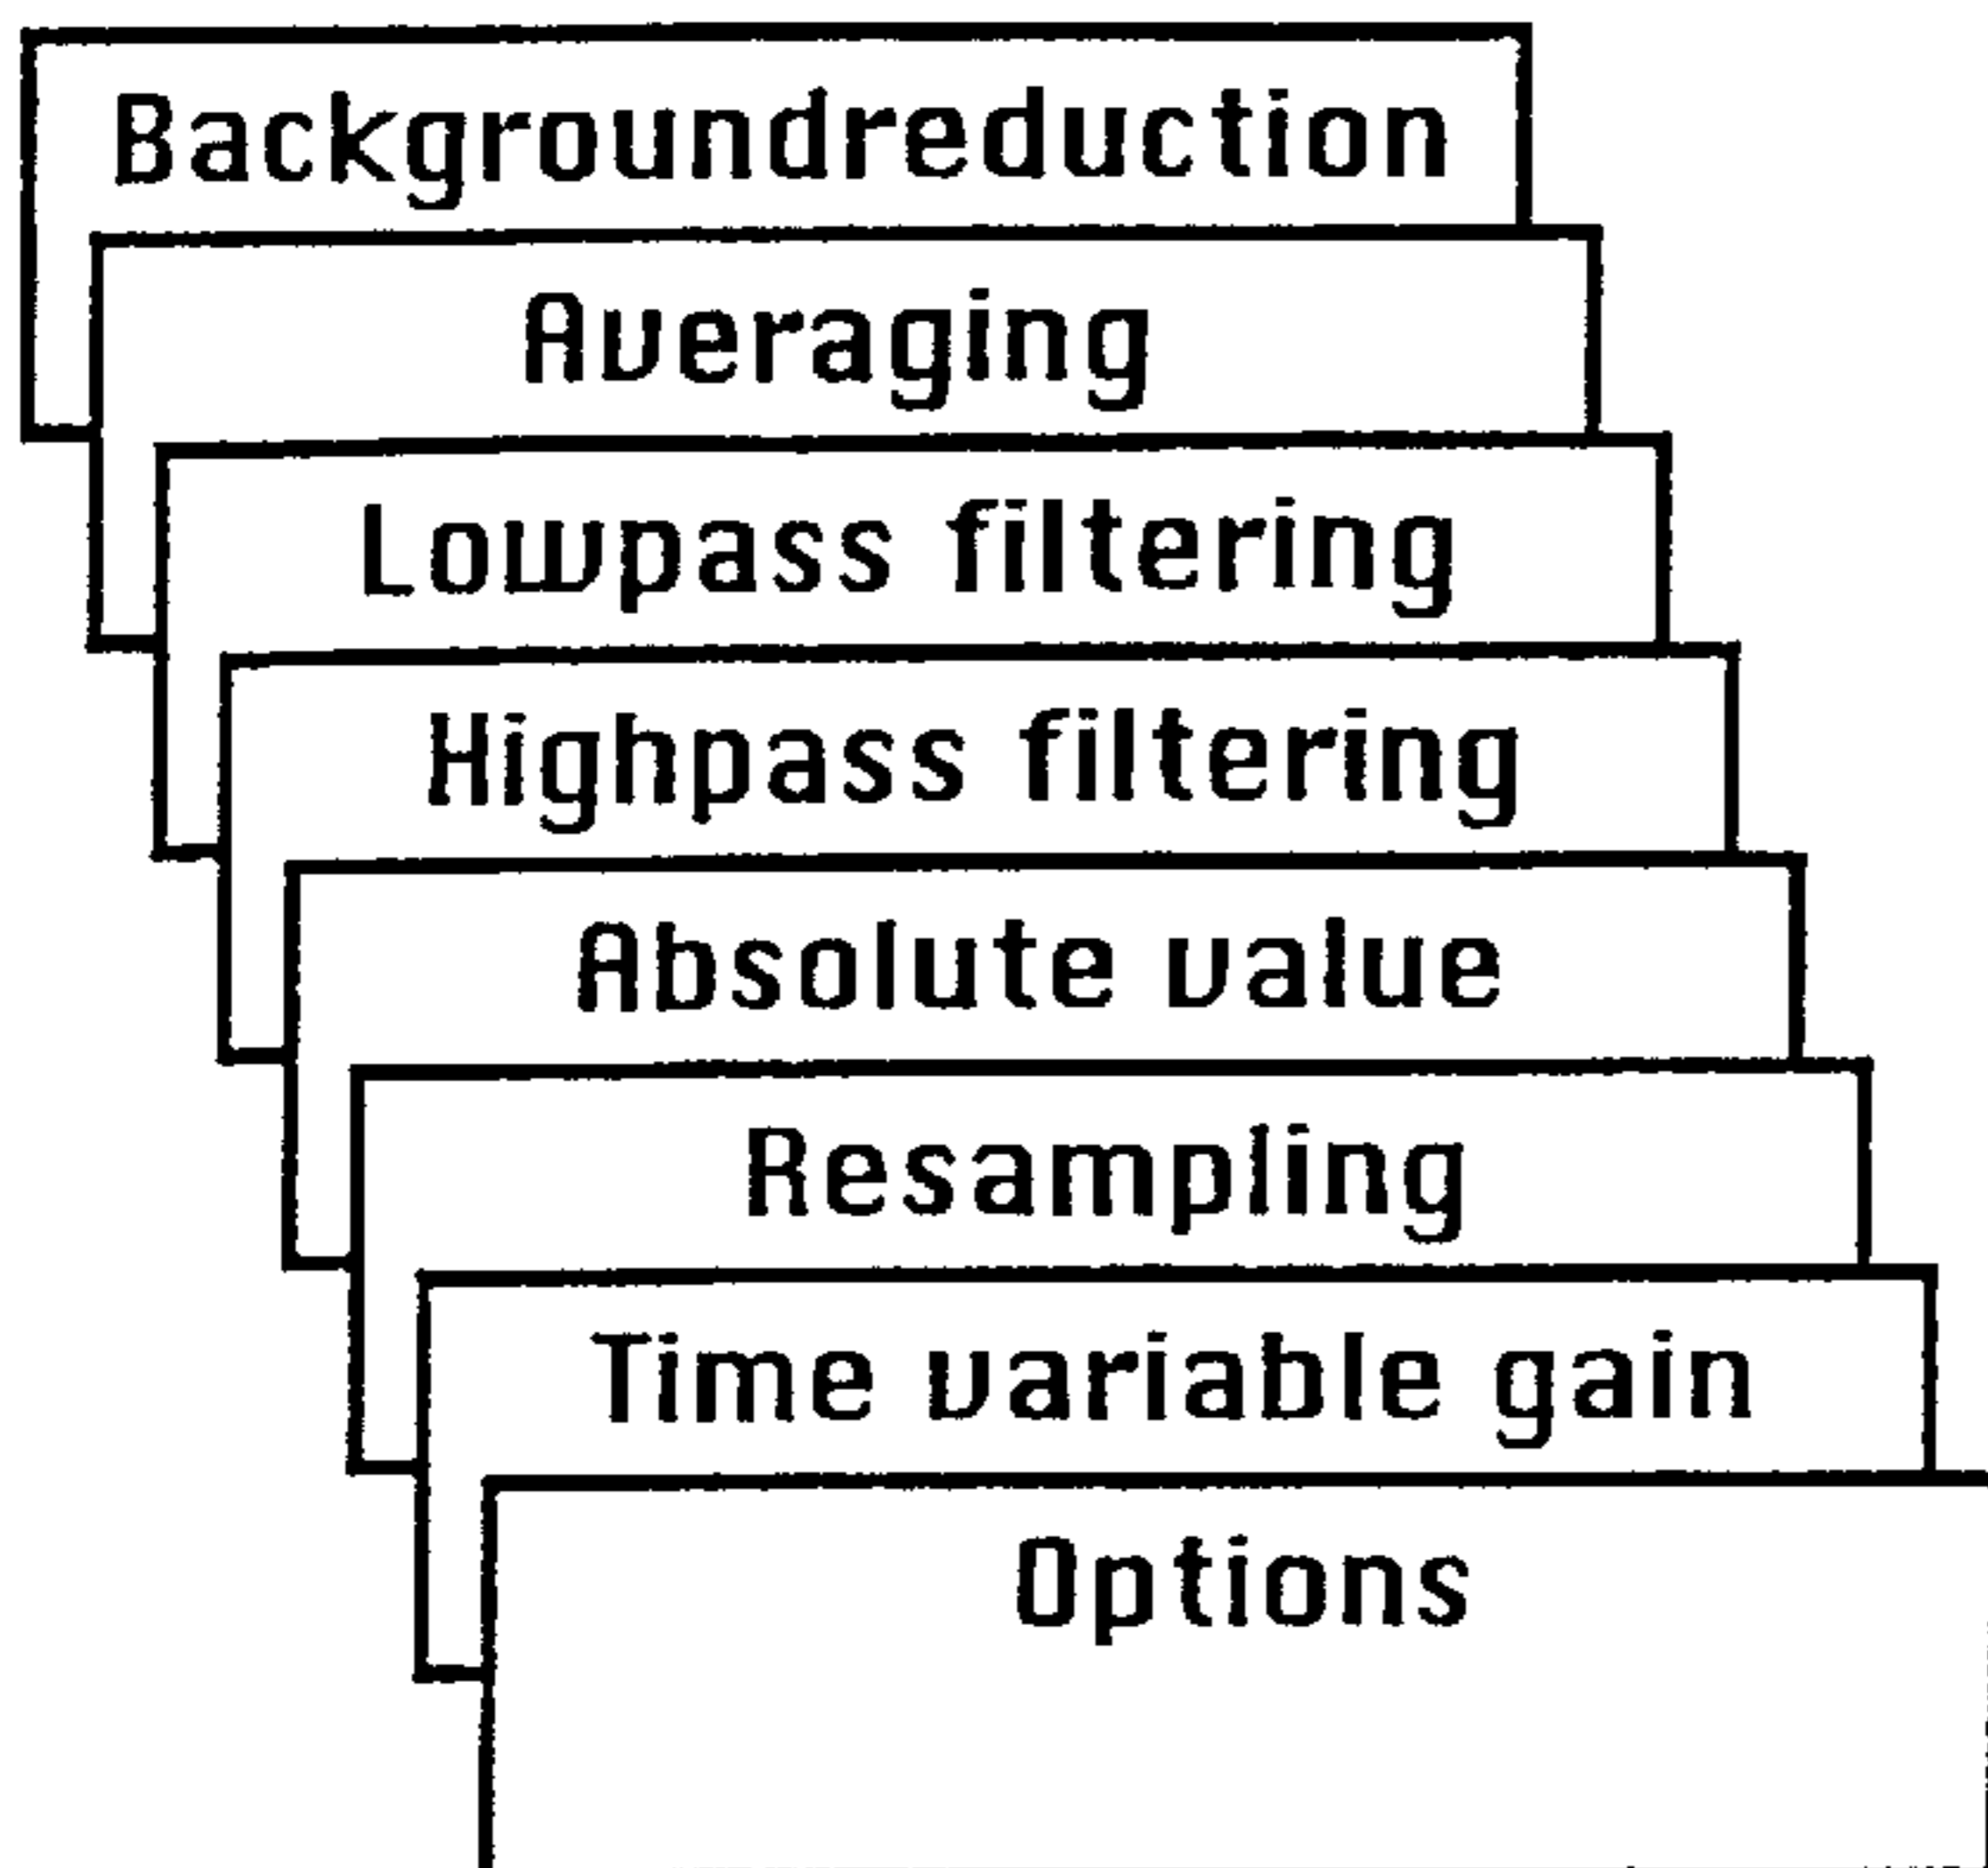 Backgroundreduction
Averaging
Lowpass filtering
Highpass filtering
Absolute value
Resampling
Time variable gain
Options